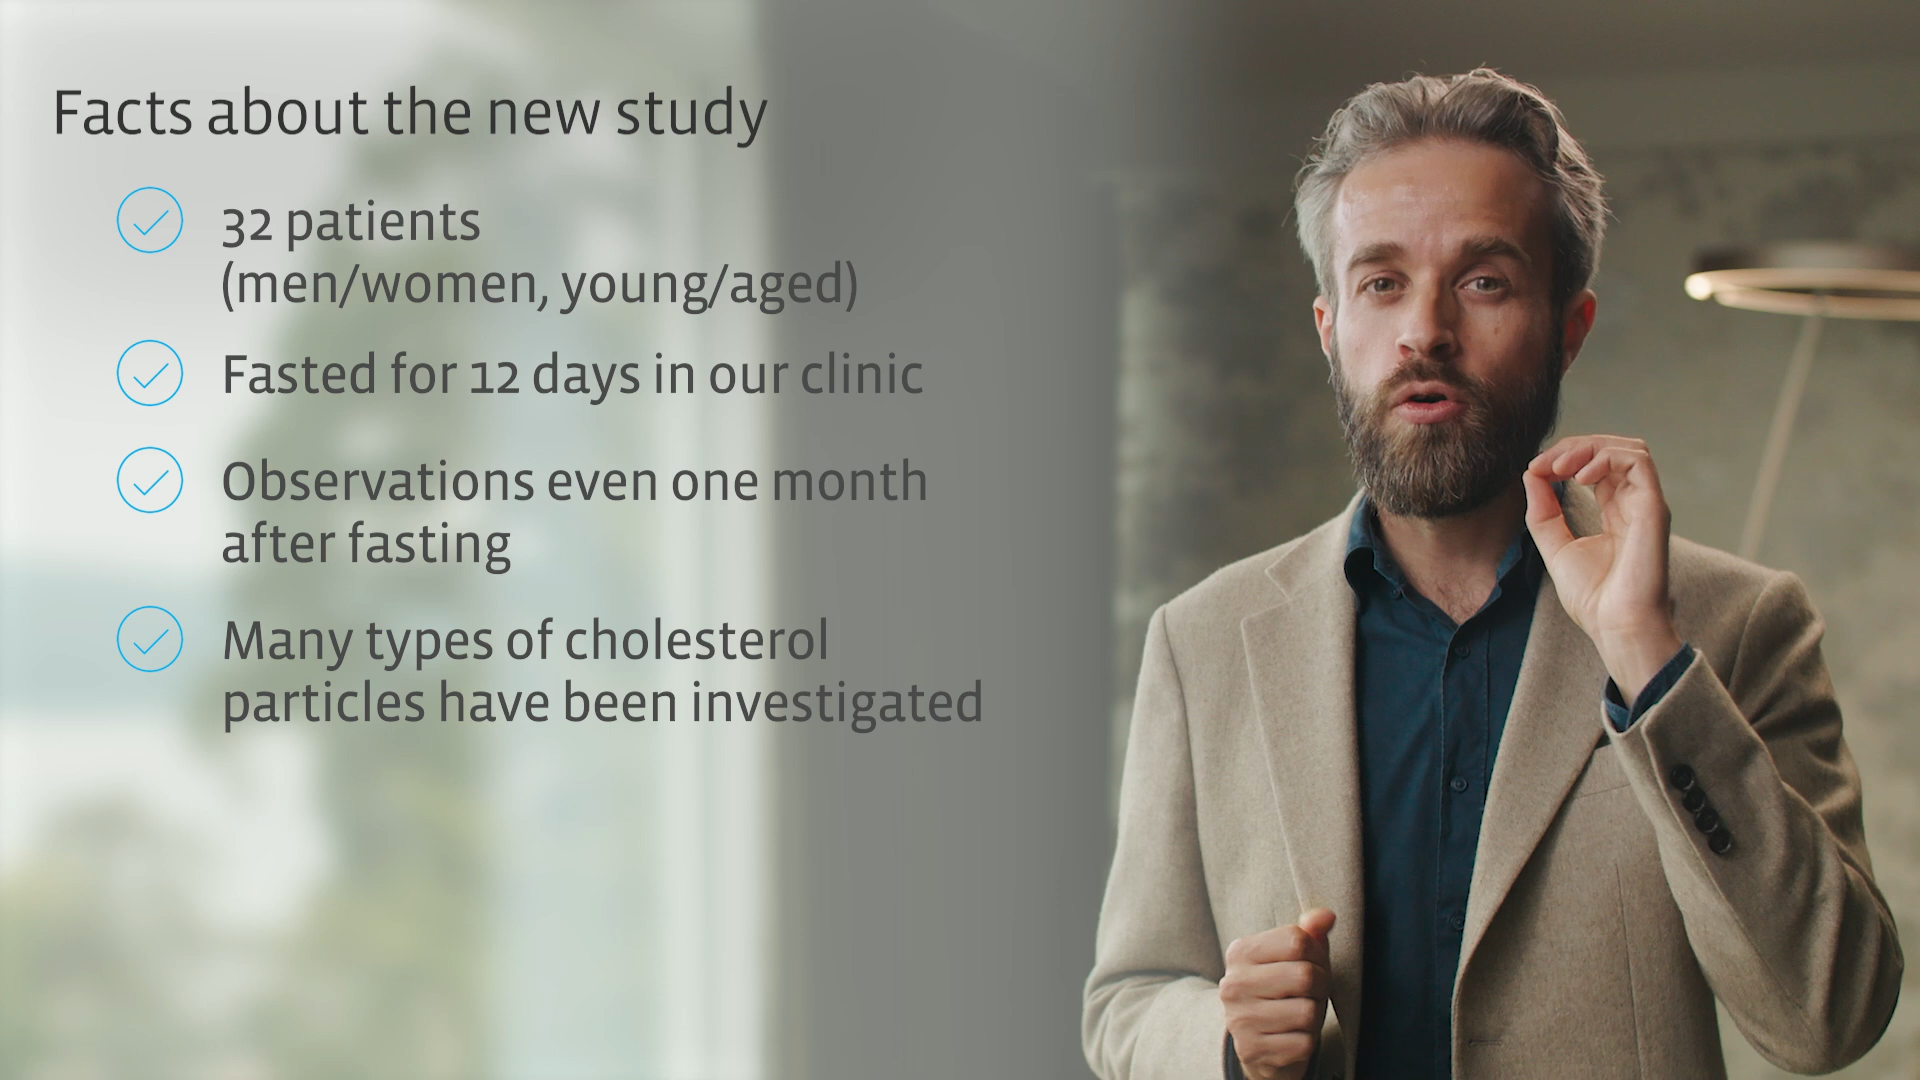 Facts about the new study
32 patients
(men/women, young/aged)
Fasted for 12 days in our clinic
Observations even one month
after fasting
Many types of cholesterol
particles have been investigated